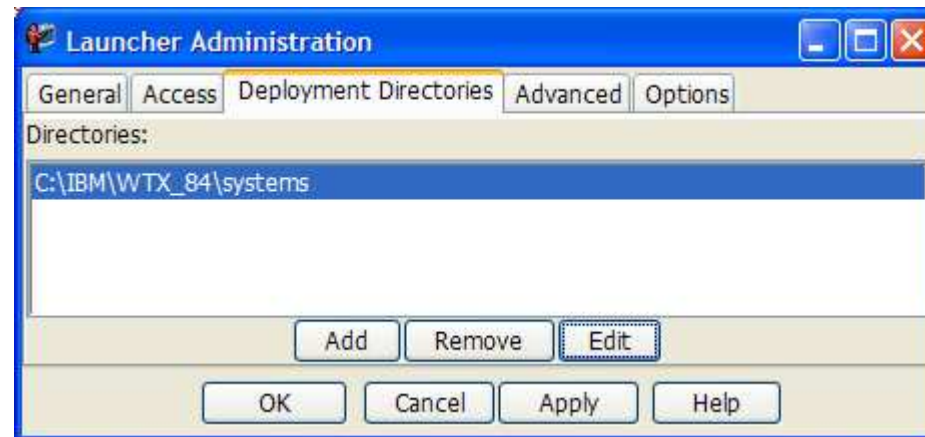 Launcher Administration
General Access Deployment Directories Advanced Options
Directories:
C:\IBM\WTX_84\systems
Add Remove Edit
OK Cancel Apply Help